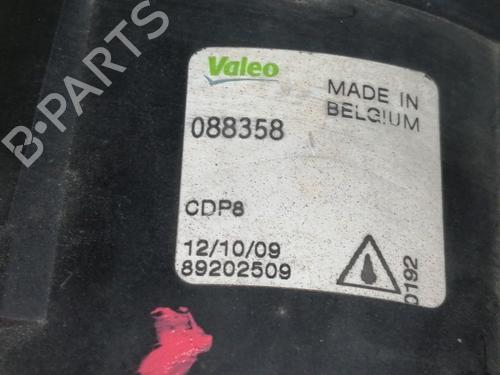 B-PARTS
Valeo
MADE IN
BELGIUM
088358
CDP8
12/10/09
89202509
0192